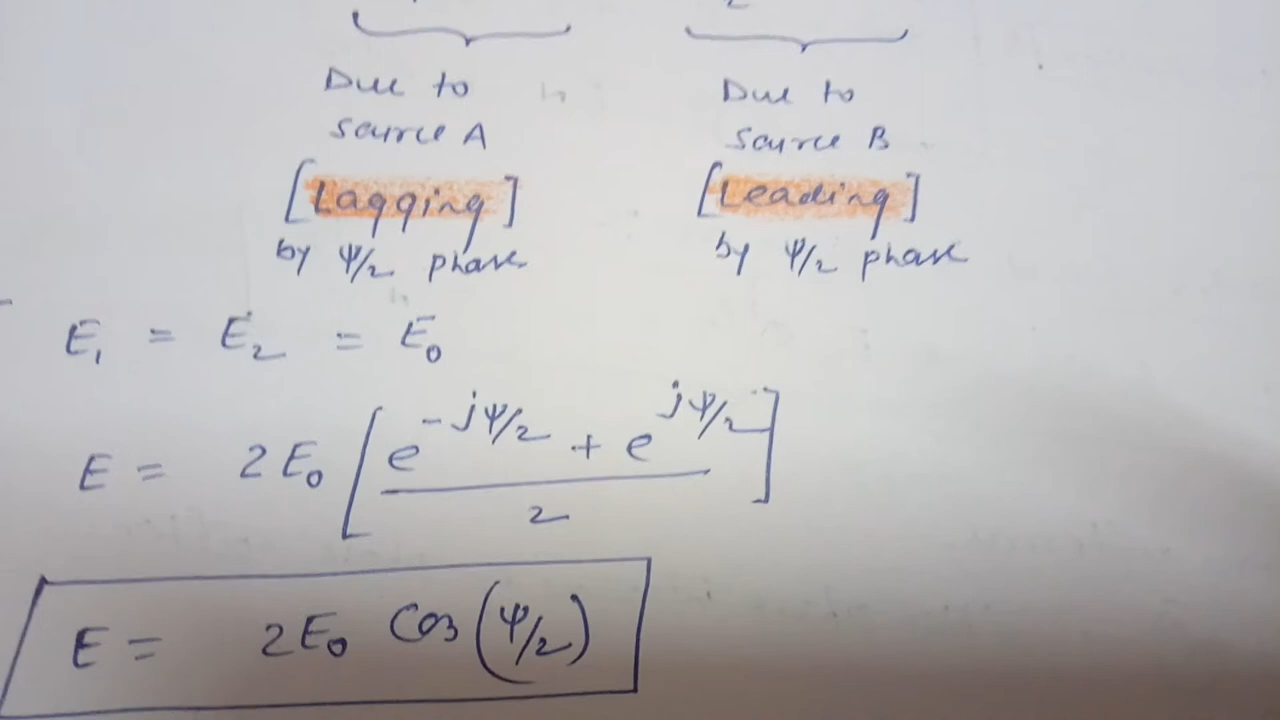 Due to Due to
source A source B
[Lagging] [Leading]
by ψ/2 phase by ψ/2 phase
E₁ = E₂ = E₀
E = 2E₀ [ (e^{-jψ/2} + e^{jψ/2}) / 2 ]
E = 2E₀ Cos (ψ/2)